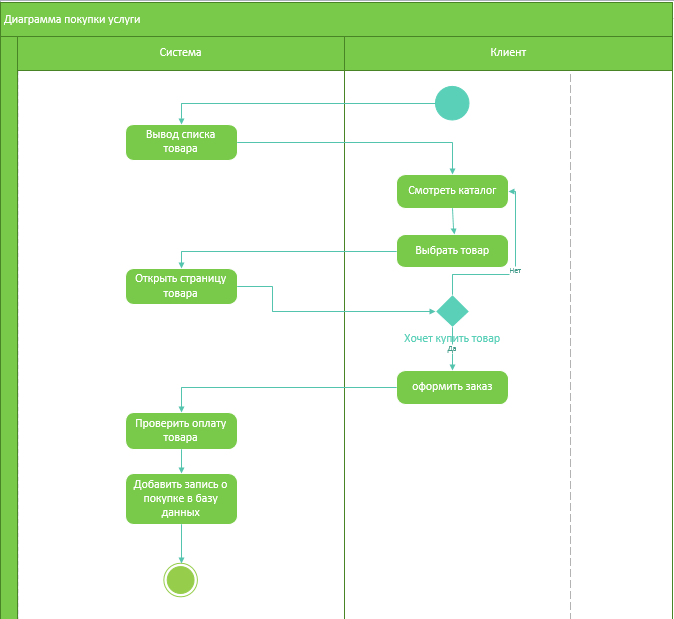 Диаграмма покупки услуги
Система
Клиент
Вывод списка
товара
Смотреть каталог
Выбрать товар
Нет
Открыть страницу
товара
Хочет купить товар
Да
оформить заказ
Проверить оплату
товара
Добавить запись о
покупке в базу
данных